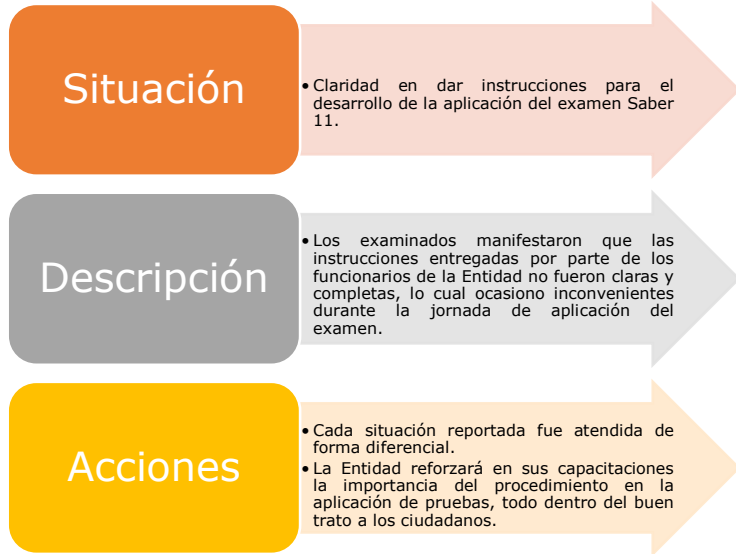 Situación
• Claridad en dar instrucciones para el
desarrollo de la aplicación del examen Saber
11.
Descripción
• Los examinados manifestaron que las
instrucciones entregadas por parte de los
funcionarios de la Entidad no fueron claras y
completas, lo cual ocasiono inconvenientes
durante la jornada de aplicación del
examen.
Acciones
• Cada situación reportada fue atendida de
forma diferencial.
• La Entidad reforzará en sus capacitaciones
la importancia del procedimiento en la
aplicación de pruebas, todo dentro del buen
trato a los ciudadanos.